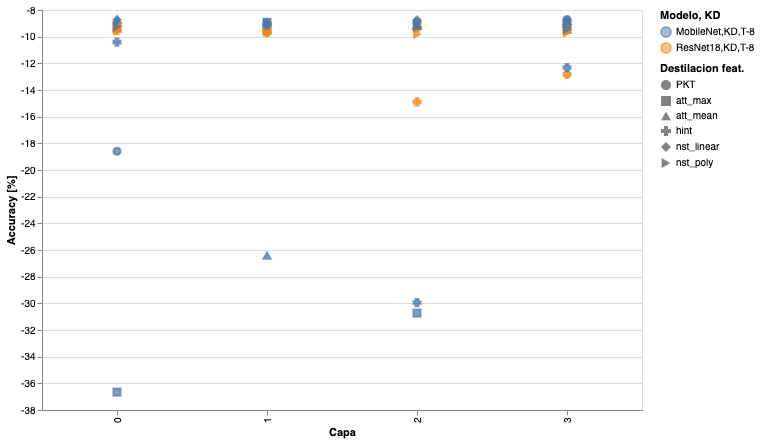 -8
-10
-12
-14
-16
-18
-20
-22
-24
-26
-28
-30
-32
-34
-36
-38
Accuracy [%]
0
1
2
3
Capa
Modelo, KD
MobileNet,KD,T-8
ResNet18,KD,T-8
Destilacion feat.
PKT
att_max
att_mean
hint
nst_linear
nst_poly